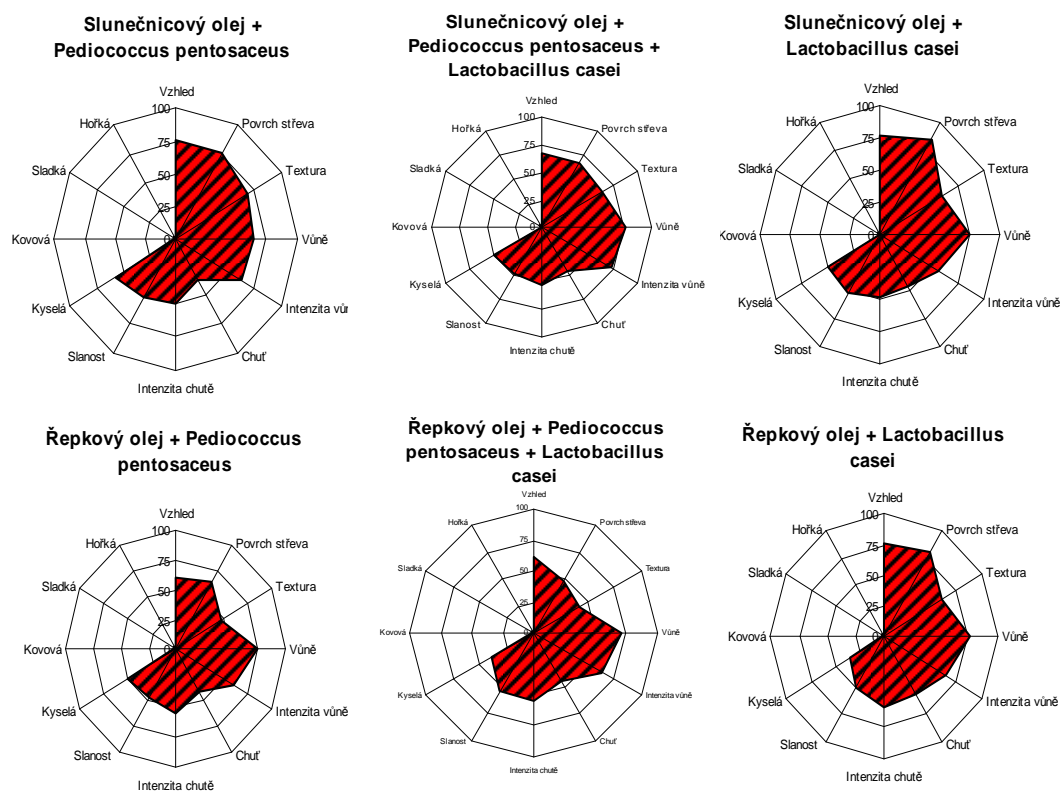 Slunečnicový olej +
Pediococcus pentosaceus
Vzhled
100
75
50
25
0
Povrch střeva
Textura
Vůně
Intenzita vůn
Chuť
Intenzita chutě
Slanost
Kyselá
Kovová
Sladká
Hořká
Slunečnicový olej +
Pediococcus pentosaceus +
Lactobacillus casei
Vzhled
100
75
50
25
0
Povrch střeva
Textura
Vůně
Intenzita vůně
Chuť
Intenzita chutě
Slanost
Kyselá
Kovová
Sladká
Hořká
Slunečnicový olej +
Lactobacillus casei
Vzhled
100
75
50
25
0
Povrch střeva
Textura
Vůně
Intenzita vůně
Chuť
Intenzita chutě
Slanost
Kyselá
Kovová
Sladká
Hořká
Řepkový olej + Pediococcus
pentosaceus
Vzhled
100
75
50
25
0
Povrch střeva
Textura
Vůně
Intenzita vůně
Chuť
Intenzita chutě
Slanost
Kyselá
Kovová
Sladká
Hořká
Řepkový olej + Pediococcus
pentosaceus + Lactobacillus
casei
Vzhled
100
75
50
25
0
Povrch střeva
Textura
Vůně
Intenzita vůně
Chuť
Intenzita chutě
Slanost
Kyselá
Kovová
Sladká
Hořká
Řepkový olej + Lactobacillus
casei
Vzhled
100
75
50
25
0
Povrch střeva
Textura
Vůně
Intenzita vůně
Chuť
Intenzita chutě
Slanost
Kyselá
Kovová
Sladká
Hořká